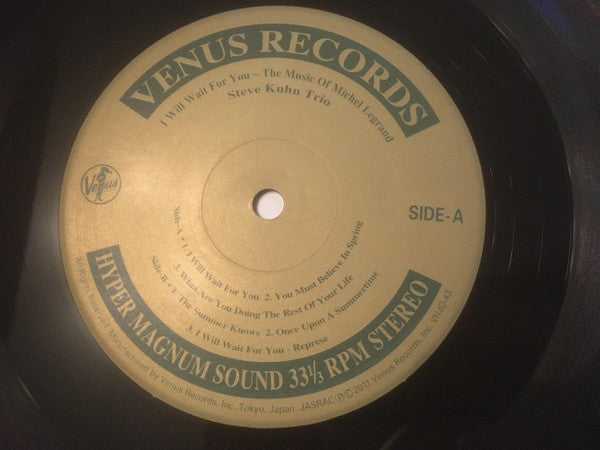 VENUS RECORDS
I Will Wait For You ~ The Music Of Michel Legrand
Steve Kuhn Trio
Venus
SIDE-A
Side-A • 1. I Will Wait For You 2. You Must Believe In Spring
3. What Are You Doing The Rest Of Your Life
Side-B • 1. The Summer Knows 2. Once Upon A Summertime
3. I Will Wait For You - Represe
HYPER MAGNUM SOUND 33⅓ RPM STEREO
All Rights Reserved. Manufactured by Venus Records, Inc., Tokyo, Japan. JASRAC ℗© 2011 Venus Records, Inc. VHJD-43